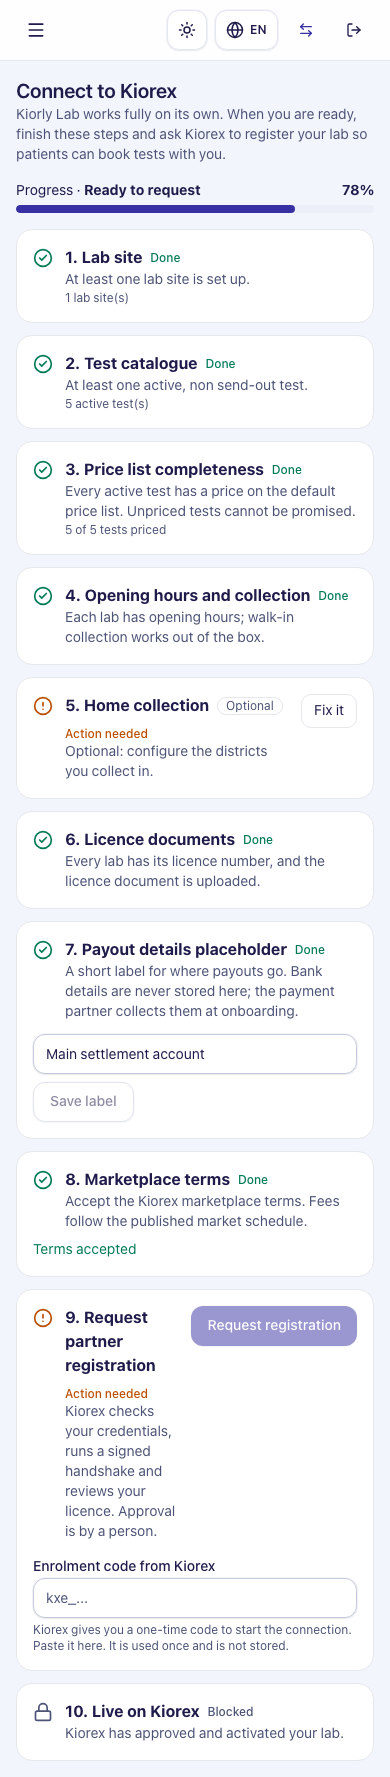 EN
Connect to Kiorex
Kiorly Lab works fully on its own. When you are ready,
finish these steps and ask Kiorex to register your lab so
patients can book tests with you.
Progress · Ready to request 78%
1. Lab site Done
At least one lab site is set up.
1 lab site(s)
2. Test catalogue Done
At least one active, non send-out test.
5 active test(s)
3. Price list completeness Done
Every active test has a price on the default
price list. Unpriced tests cannot be promised.
5 of 5 tests priced
4. Opening hours and collection Done
Each lab has opening hours; walk-in
collection works out of the box.
5. Home collection Optional Fix it
Action needed
Optional: configure the districts
you collect in.
6. Licence documents Done
Every lab has its licence number, and the
licence document is uploaded.
7. Payout details placeholder Done
A short label for where payouts go. Bank
details are never stored here; the payment
partner collects them at onboarding.
Main settlement account
Save label
8. Marketplace terms Done
Accept the Kiorex marketplace terms. Fees
follow the published market schedule.
Terms accepted
9. Request
partner
registration
Request registration
Action needed
Kiorex checks
your credentials,
runs a signed
handshake and
reviews your
licence. Approval
is by a person.
Enrolment code from Kiorex
kxe_...
Kiorex gives you a one-time code to start the connection.
Paste it here. It is used once and is not stored.
10. Live on Kiorex Blocked
Kiorex has approved and activated your lab.